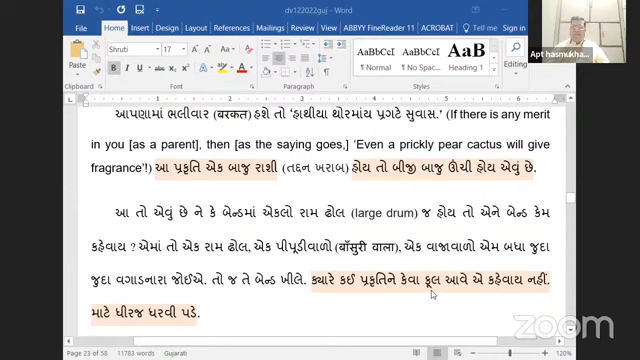 dv122022guj - Word
File Home Insert Design Layout References Mailings Review View ABBYY FineReader 11 ACROBAT Tell me Share
Paste Shruti 17
B I U
Clipboard Font Paragraph Styles
AaBbCcI AaBbCcI AaB
¶ Normal ¶ No Spac... Heading 1
Editing
Apt hasmukha...
આપણામાં ભલીવાર (बरकत) હશે તો ‘હાથીયા થોરમાંય પ્રગટે સુવાસ.’ (If there is any merit
in you [as a parent], then [as the saying goes,] ‘Even a prickly pear cactus will give
fragrance’!) આ પ્રકૃતિ એક બાજુ રાશી (તદ્દન ખરાબ) હોય તો બીજી બાજુ ઊંચી હોય એવું છે.
આ તો એવું છે ને કે બેન્ડમાં એકલો રામ ઢોલ (large drum) જ હોય તો એને બેન્ડ કેમ
કહેવાય ? એમાં તો એક રામ ઢોલ, એક પીપૂડીવાળો (बाँसुरी वाला), એક વાજાવાળો એમ બધા જુદા
જુદા વગાડનારા જોઈએ. તો જ તે બેન્ડ ખીલે. ક્યારે કઈ પ્રકૃતિને કેવા ફૂલ આવે એ કહેવાય નહીં.
માટે ધીરજ ધરવી પડે.
zoom
Page 23 of 58 11783 words Gujarati 120%